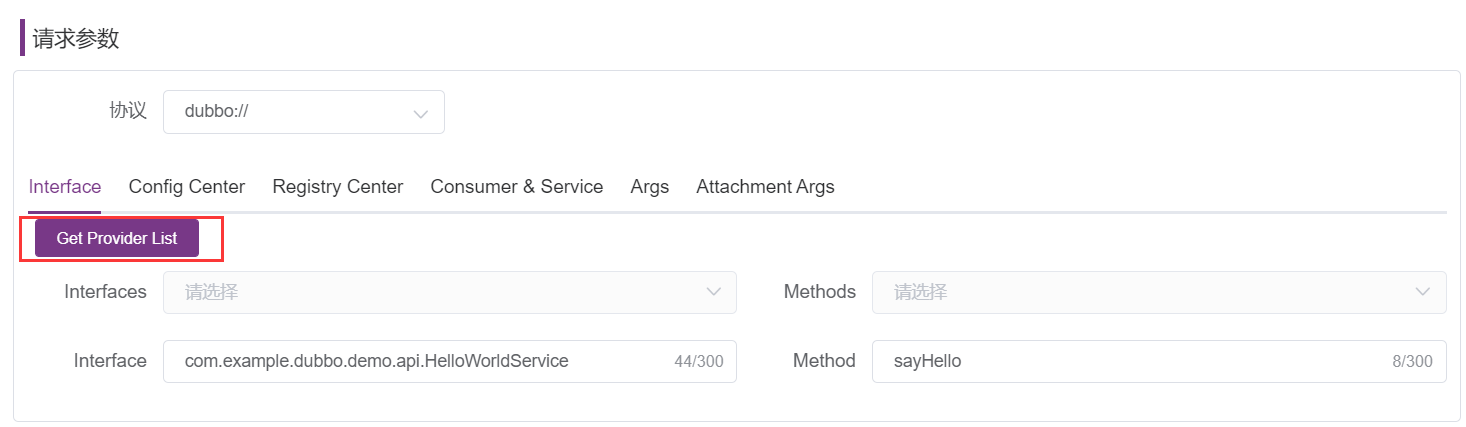 请求参数
协议 dubbo://
Interface Config Center Registry Center Consumer & Service Args Attachment Args
Get Provider List
Interfaces 请选择 Methods 请选择
Interface com.example.dubbo.demo.api.HelloWorldService 44/300 Method sayHello 8/300